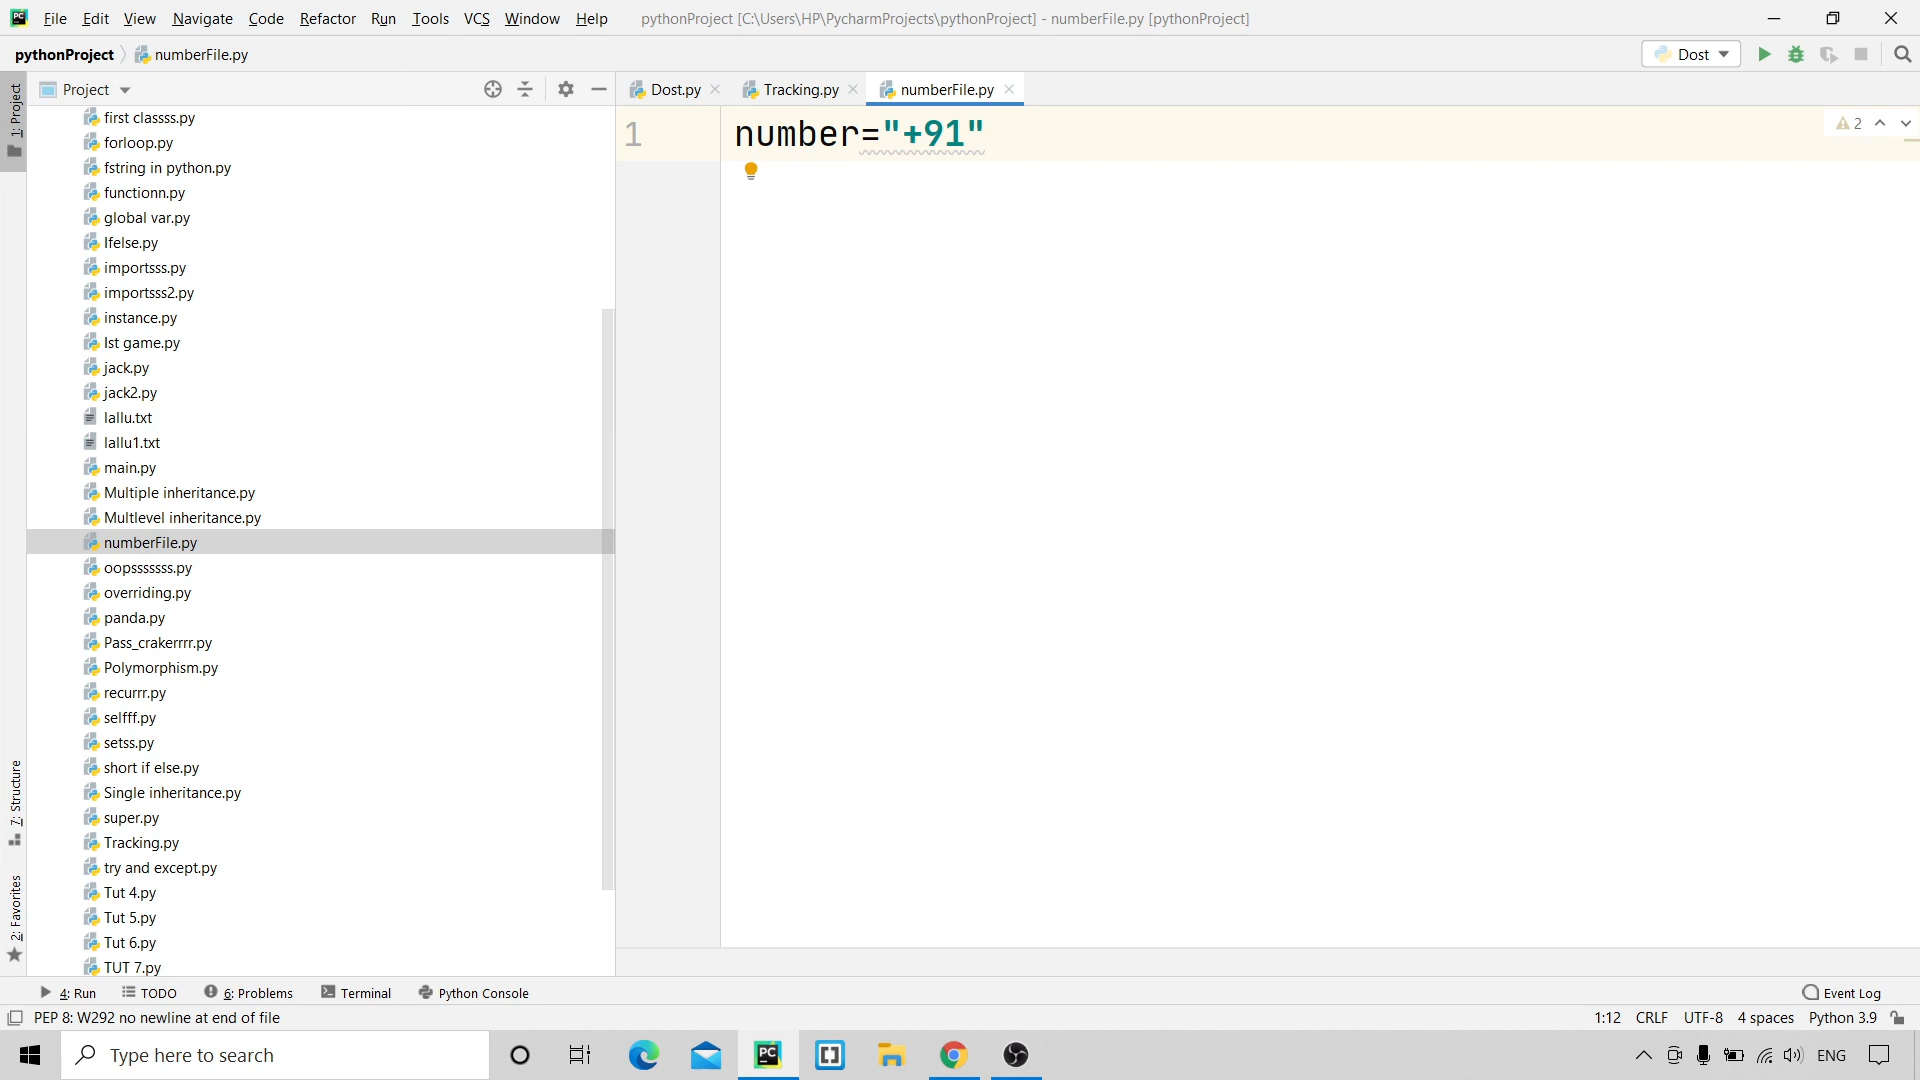 File Edit View Navigate Code Refactor Run Tools VCS Window Help pythonProject [C:\Users\HP\PycharmProjects\pythonProject] - numberFile.py [pythonProject]
pythonProject numberFile.py Dost
1: Project
Project
Dost.py Tracking.py numberFile.py
1 number="+91"
2
first classss.py
forloop.py
fstring in python.py
functionn.py
global var.py
Ifelse.py
importsss.py
importsss2.py
instance.py
Ist game.py
jack.py
jack2.py
lallu.txt
lallu1.txt
main.py
Multiple inheritance.py
Multlevel inheritance.py
numberFile.py
oopsssssss.py
overriding.py
panda.py
Pass_crakerrrr.py
Polymorphism.py
recurrr.py
selfff.py
setss.py
short if else.py
Single inheritance.py
super.py
Tracking.py
try and except.py
Tut 4.py
Tut 5.py
Tut 6.py
TUT 7.py
7: Structure
2: Favorites
4: Run TODO 6: Problems Terminal Python Console Event Log
PEP 8: W292 no newline at end of file 1:12 CRLF UTF-8 4 spaces Python 3.9
Type here to search PC ENG